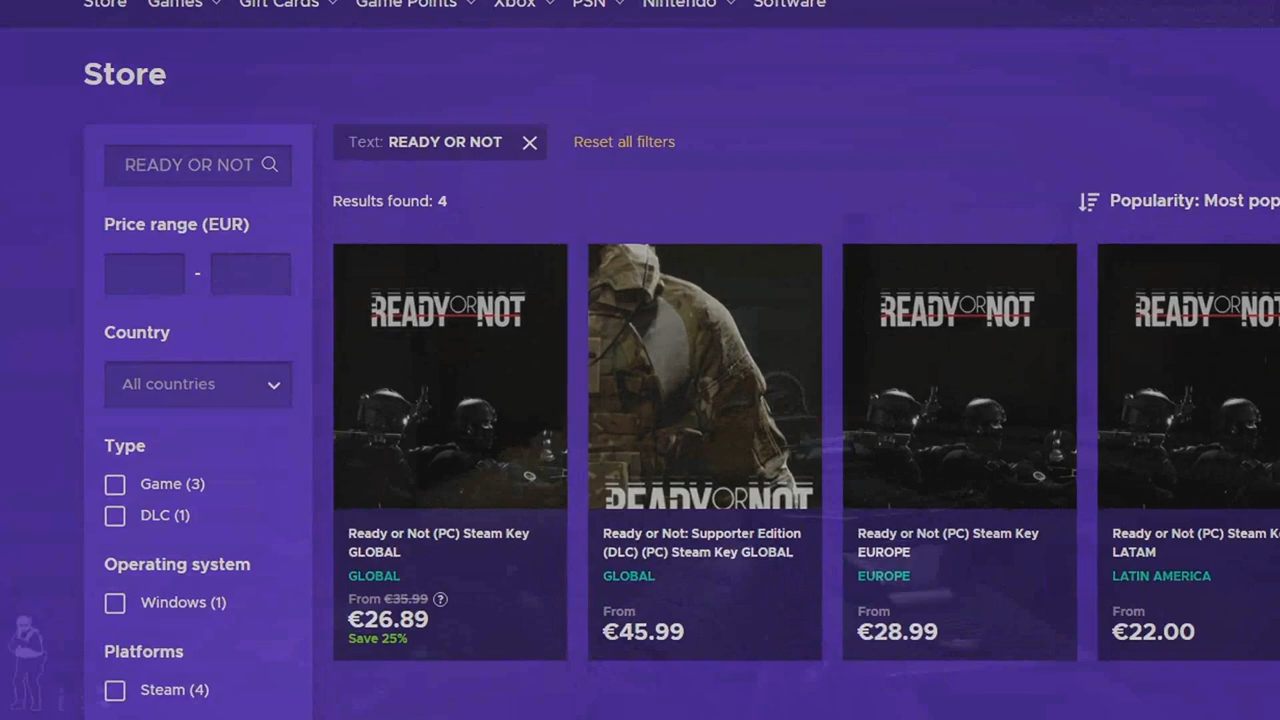 Store Games Gift Cards Game Points Xbox PSN Nintendo Software
Store
READY OR NOT
Text: READY OR NOT
Reset all filters
Results found: 4
Popularity: Most pop
Price range (EUR)
-
Country
All countries
Type
Game (3)
DLC (1)
Operating system
Windows (1)
Platforms
Steam (4)
READY OR NOT
Ready or Not (PC) Steam Key
GLOBAL
GLOBAL
From €35.99 ?
€26.89
Save 25%
READY OR NOT
Ready or Not: Supporter Edition
(DLC) (PC) Steam Key GLOBAL
GLOBAL
From
€45.99
READY OR NOT
Ready or Not (PC) Steam Key
EUROPE
EUROPE
From
€28.99
READY OR NOT
Ready or Not (PC) Steam K
LATAM
LATIN AMERICA
From
€22.00